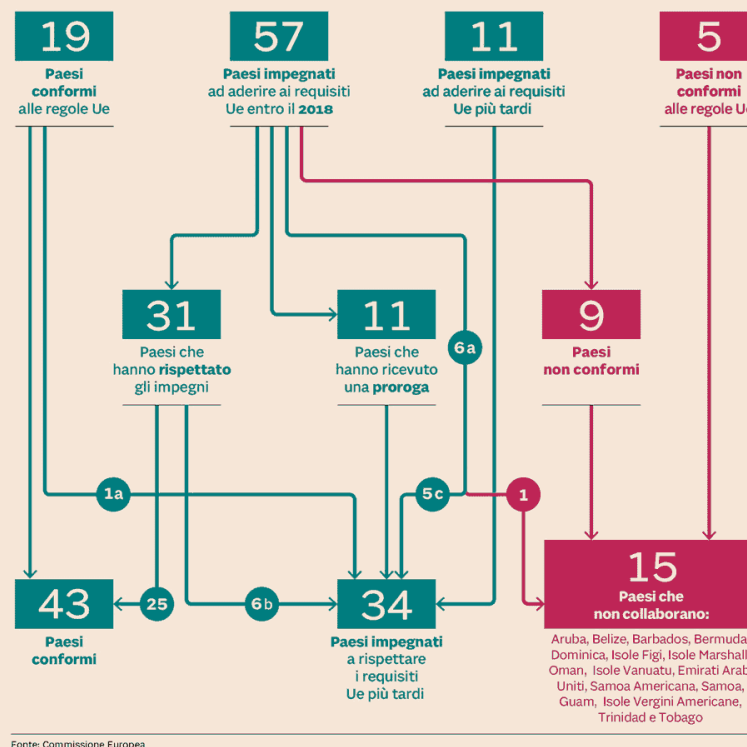 19
57
11
5
Paesi
conformi
alle regole Ue
Paesi impegnati
ad aderire ai requisiti
Ue entro il 2018
Paesi impegnati
ad aderire ai requisiti
Ue più tardi
Paesi non
conformi
alle regole U
31
11
6a
9
Paesi che
hanno rispettato
gli impegni
Paesi che
hanno ricevuto
una proroga
Paesi
non conformi
1a
5c
1
43
25
6b
34
15
Paesi
conformi
Paesi impegnati
a rispettare
i requisiti
Ue più tardi
Paesi che
non collaborano:
Aruba, Belize, Barbados, Bermuda
Dominica, Isole Figi, Isole Marshall
Oman, Isole Vanuatu, Emirati Arab
Uniti, Samoa Americana, Samoa,
Guam, Isole Vergini Americane,
Trinidad e Tobago
Fonte: Commissione Europea